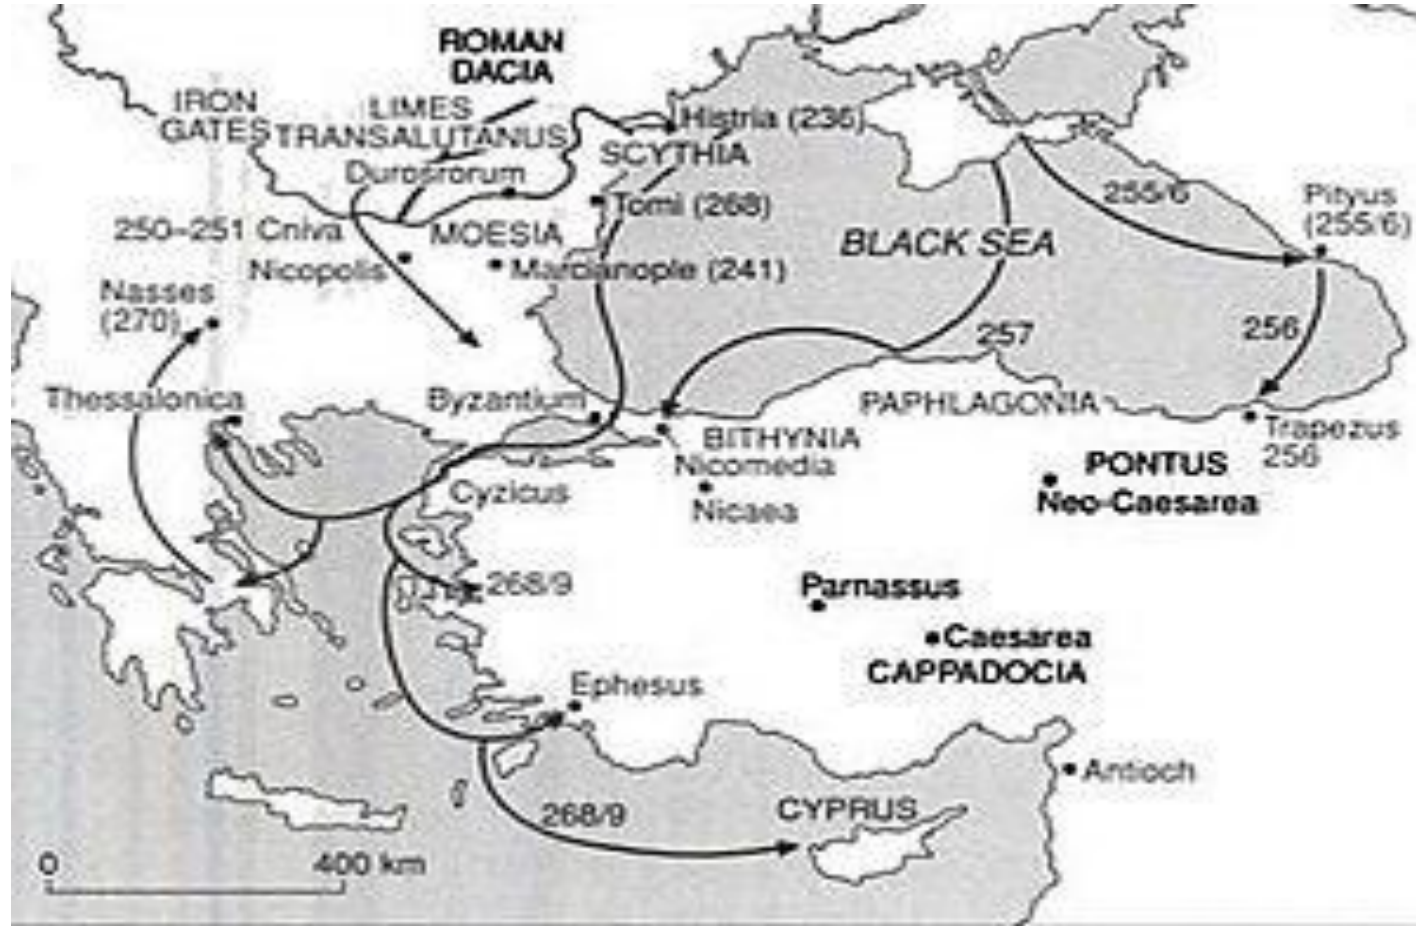 ROMAN
DACIA
IRON
GATES
LIMES
TRANSALUTANUS
Histria (236)
SCYTHIA
Durosrorum
Tomi (268)
255/6
Pityus
(255/6)
250-251 Cniva
MOESIA
BLACK SEA
Nicopolis
Marcianople (241)
Nasses
(270)
257
256
Thessalonica
Byzantium
PAPHLAGONIA
BITHYNIA
Trapezus
256
Nicomedia
PONTUS
Cyzicus
Nicaea
Neo-Caesarea
268/9
Parnassus
Caesarea
CAPPADOCIA
Ephesus
Antioch
268/9
CYPRUS
0
400 km